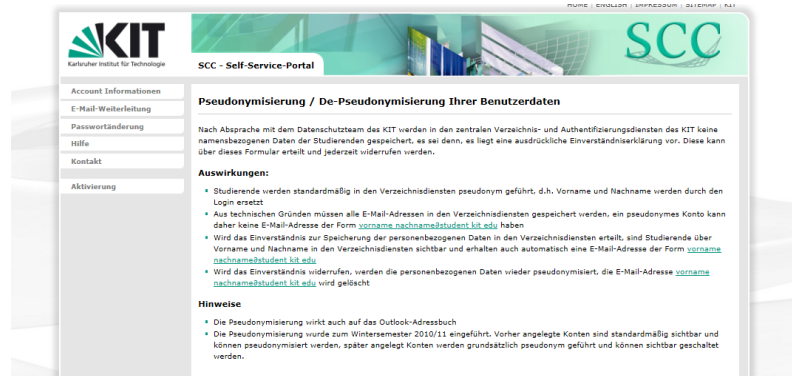 HOME | ENGLISH | IMPRESSUM | SITEMAP | KIT
KIT
Karlsruher Institut für Technologie
SCC - Self-Service-Portal
SCC
Account Informationen
E-Mail-Weiterleitung
Passwortänderung
Hilfe
Kontakt
Aktivierung
Pseudonymisierung / De-Pseudonymisierung Ihrer Benutzerdaten
Nach Absprache mit dem Datenschutzteam des KIT werden in den zentralen Verzeichnis- und Authentifizierungsdiensten des KIT keine
namensbezogenen Daten der Studierenden gespeichert, es sei denn, es liegt eine ausdrückliche Einverständniserklärung vor. Diese kann
über dieses Formular erteilt und jederzeit widerrufen werden.
Auswirkungen:
Studierende werden standardmäßig in den Verzeichnisdiensten pseudonym geführt, d.h. Vorname und Nachname werden durch den
Login ersetzt
Aus technischen Gründen müssen alle E-Mail-Adressen in den Verzeichnisdiensten gespeichert werden, ein pseudonymes Konto kann
daher keine E-Mail-Adresse der Form vorname nachname∂student kit edu haben
Wird das Einverständnis zur Speicherung der personenbezogenen Daten in den Verzeichnisdiensten erteilt, sind Studierende über
Vorname und Nachname in den Verzeichnisdiensten sichtbar und erhalten auch automatisch eine E-Mail-Adresse der Form vorname
nachname∂student kit edu
Wird das Einverständnis widerrufen, werden die personenbezogenen Daten wieder pseudonymisiert, die E-Mail-Adresse vorname
nachname∂student kit edu wird gelöscht
Hinweise
Die Pseudonymisierung wirkt auch auf das Outlook-Adressbuch
Die Pseudonymisierung wurde zum Wintersemester 2010/11 eingeführt. Vorher angelegte Konten sind standardmäßig sichtbar und
können pseudonymisiert werden, später angelegt Konten werden grundsätzlich pseudonym geführt und können sichtbar geschaltet
werden.